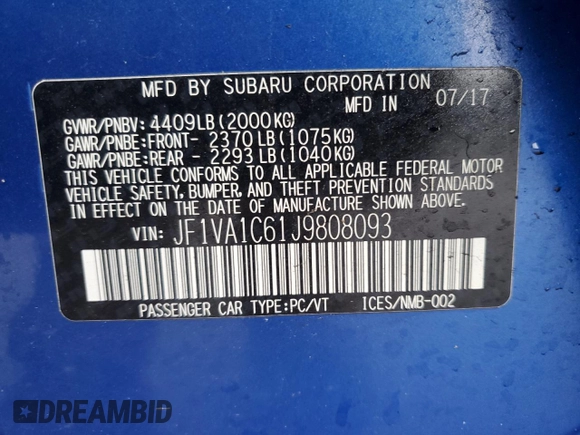 MFD BY SUBARU CORPORATION
MFD IN 07/17
GVWR/PNBV: 4409LB(2000KG)
GAWR/PNBE:FRONT- 2370LB(1075KG)
GAWR/PNBE:REAR - 2293LB(1040KG)
THIS VEHICLE CONFORMS TO ALL APPLICABLE FEDERAL MOTOR
VEHICLE SAFETY, BUMPER, AND THEFT PREVENTION STANDARDS
IN EFFECT ON THE DATE OF MANUFACTURE SHOWN ABOVE.
VIN: JF1VA1C61J9808093
PASSENGER CAR TYPE:PC/VT ICES/NMB-002
DREAMBID